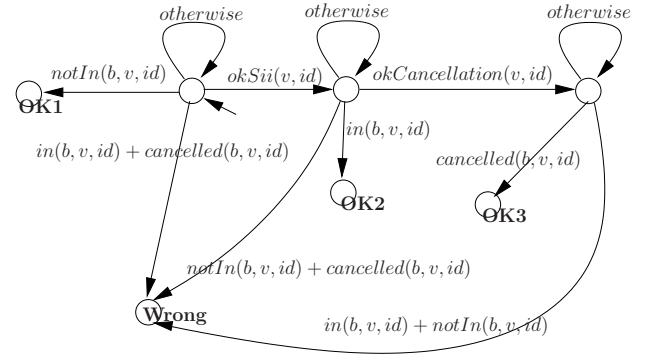 otherwise
otherwise
otherwise
notIn(b, v, id)
okSii(v, id)
okCancellation(v, id)
OK1
in(b, v, id)
in(b, v, id) + cancelled(b, v, id)
cancelled(b, v, id)
OK2
OK3
notIn(b, v, id) + cancelled(b, v, id)
Wrong
in(b, v, id) + notIn(b, v, id)